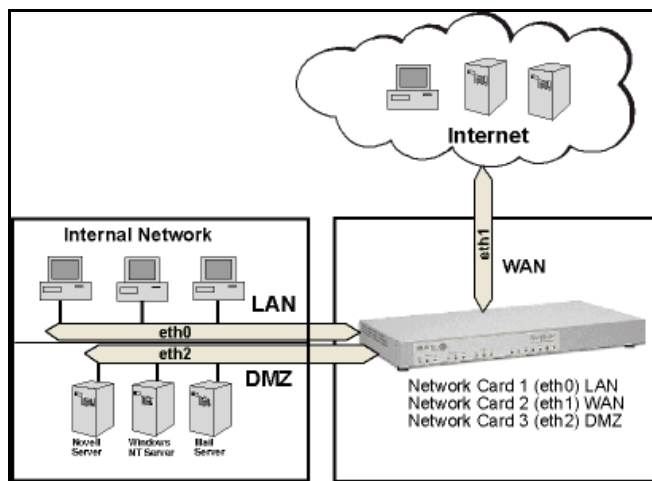 Internet
eth1
WAN
Internal Network
LAN
eth0
eth2
DMZ
Novell
Server
Windows
NT Server
Mail
Server
Network Card 1 (eth0) LAN
Network Card 2 (eth1) WAN
Network Card 3 (eth2) DMZ